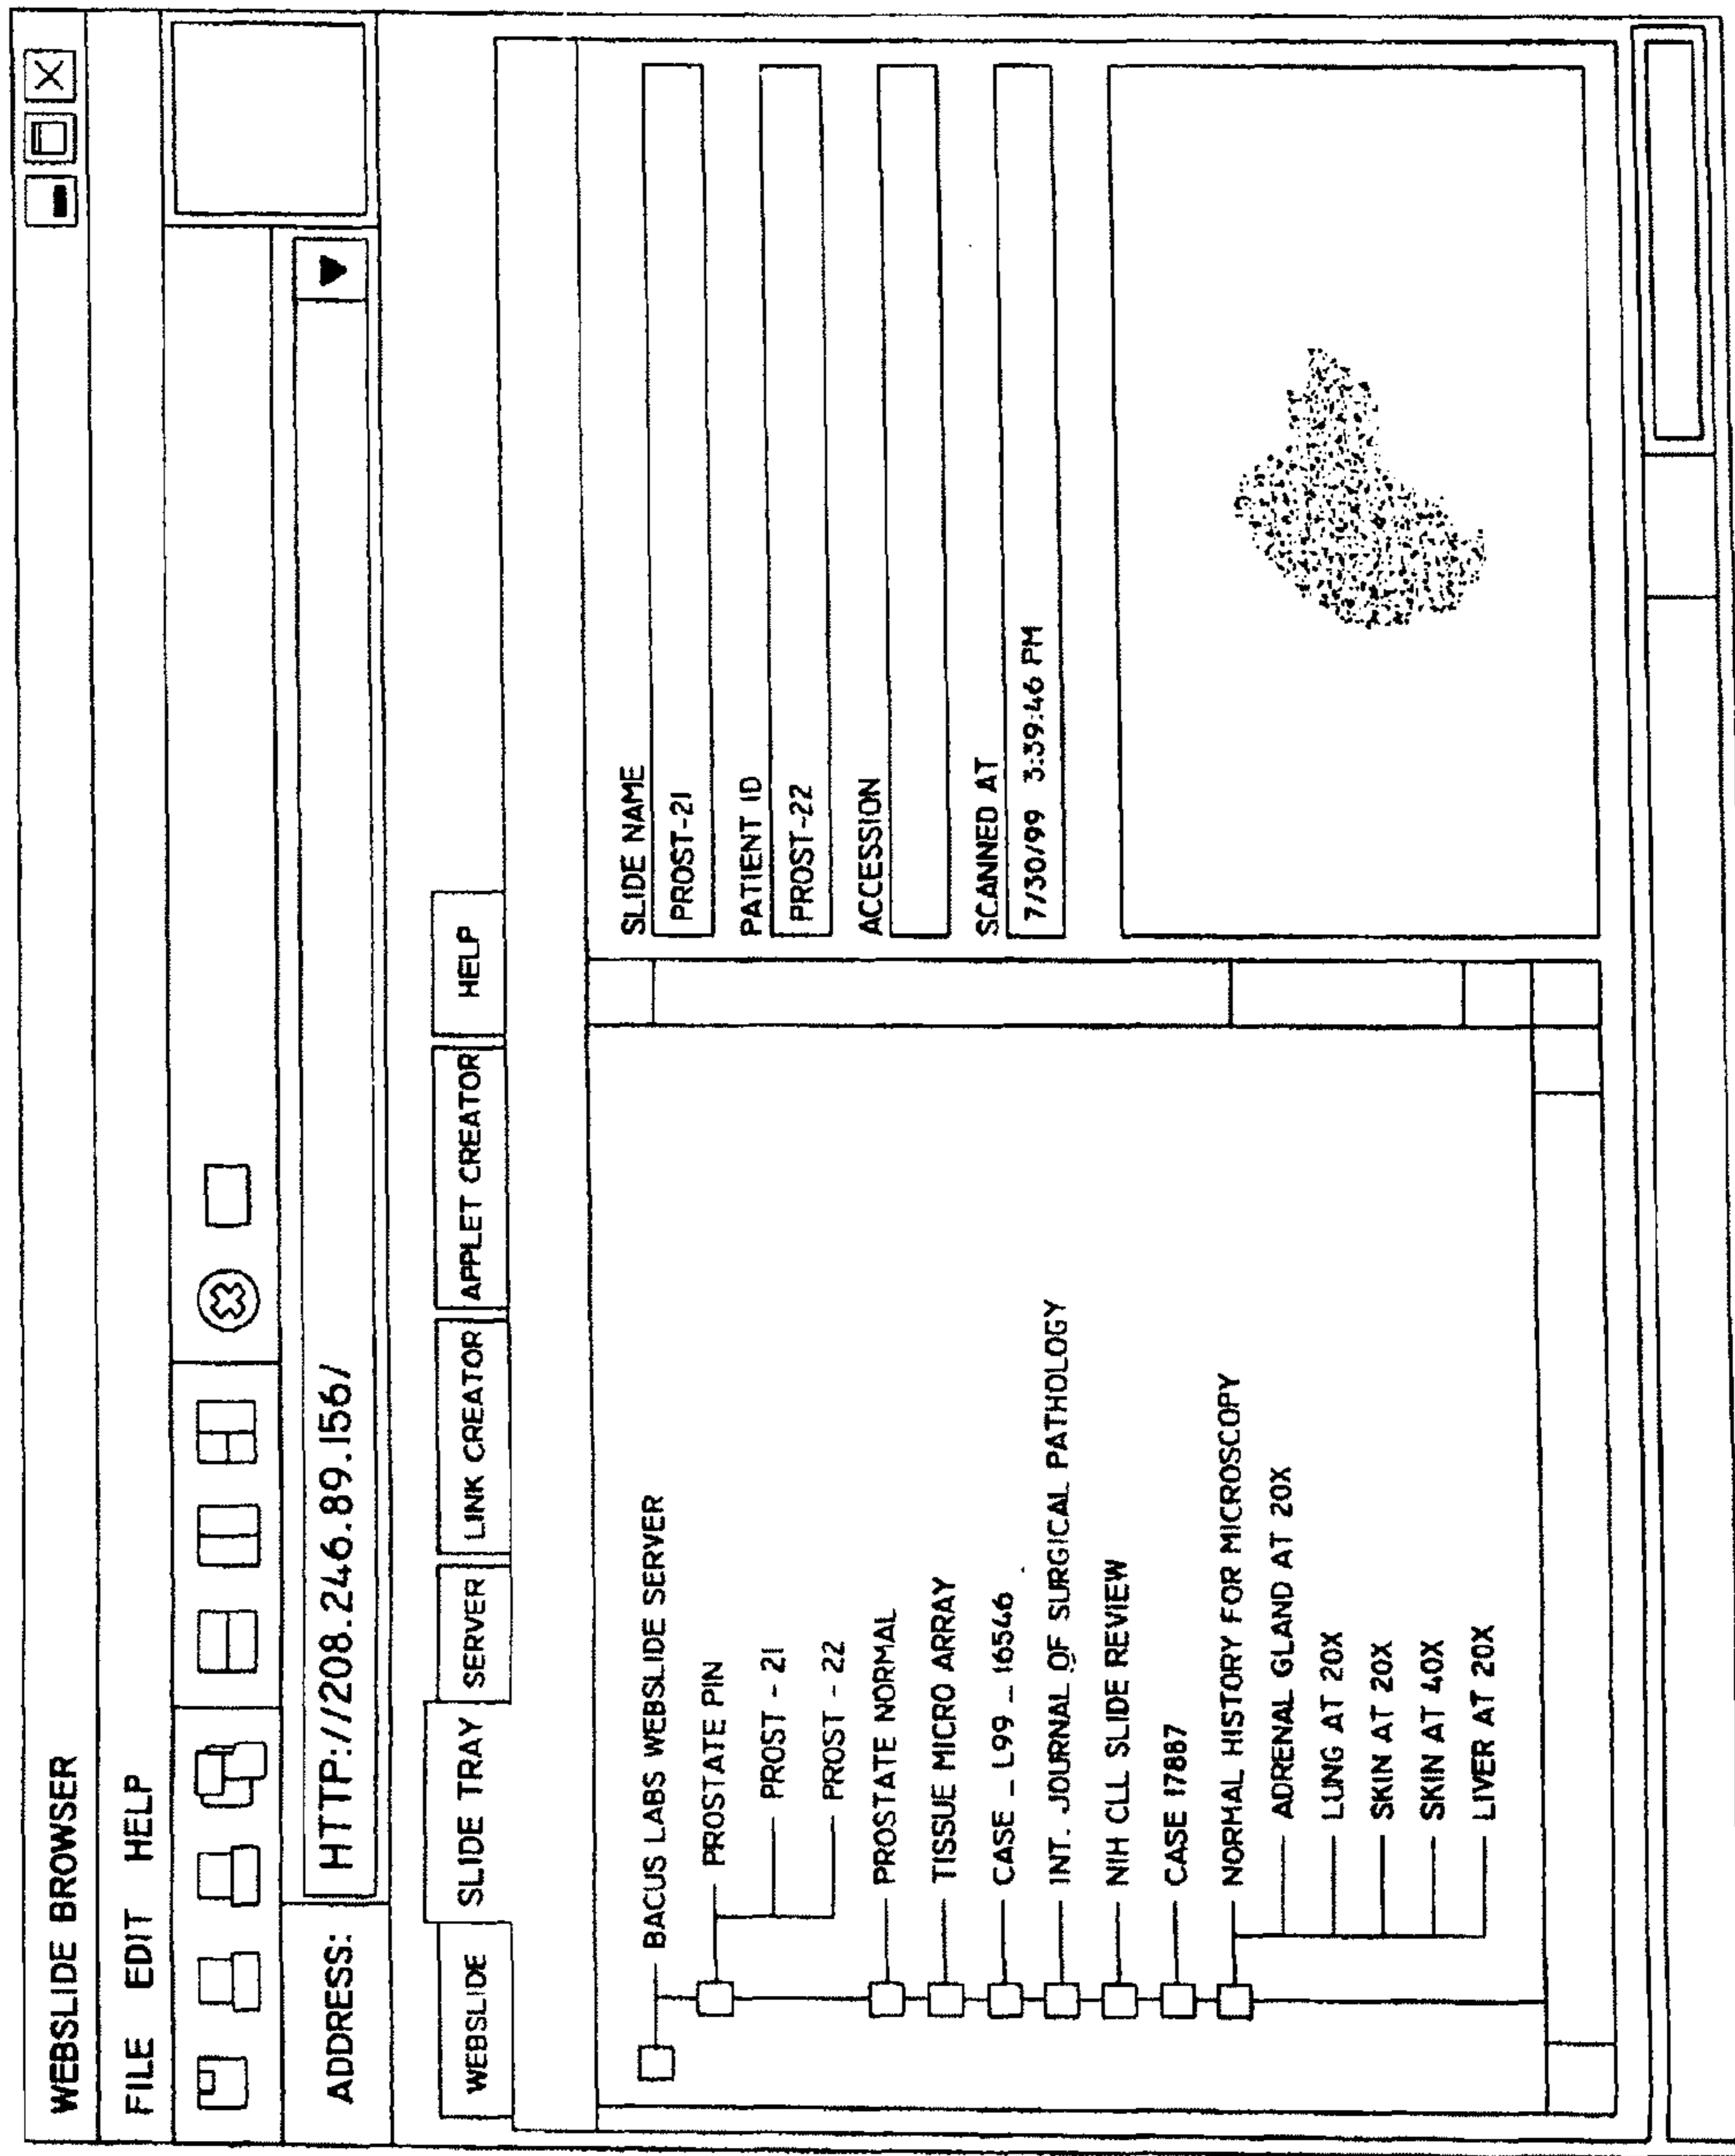 WEBSLIDE BROWSER
FILE EDIT HELP
ADDRESS: HTTP://208.246.89.156/
WEBSLIDE SLIDE TRAY SERVER LINK CREATOR APPLET CREATOR HELP
BACUS LABS WEBSLIDE SERVER
PROSTATE PIN
PROST - 21
PROST - 22
PROSTATE NORMAL
TISSUE MICRO ARRAY
CASE _ L99 _ 16546
INT. JOURNAL OF SURGICAL PATHOLOGY
NIH CLL SLIDE REVIEW
CASE 17887
NORMAL HISTORY FOR MICROSCOPY
ADRENAL GLAND AT 20X
LUNG AT 20X
SKIN AT 20X
SKIN AT 40X
LIVER AT 20X
SLIDE NAME
PROST-21
PATIENT ID
PROST-22
ACCESSION
SCANNED AT
7/30/99 3:39:46 PM